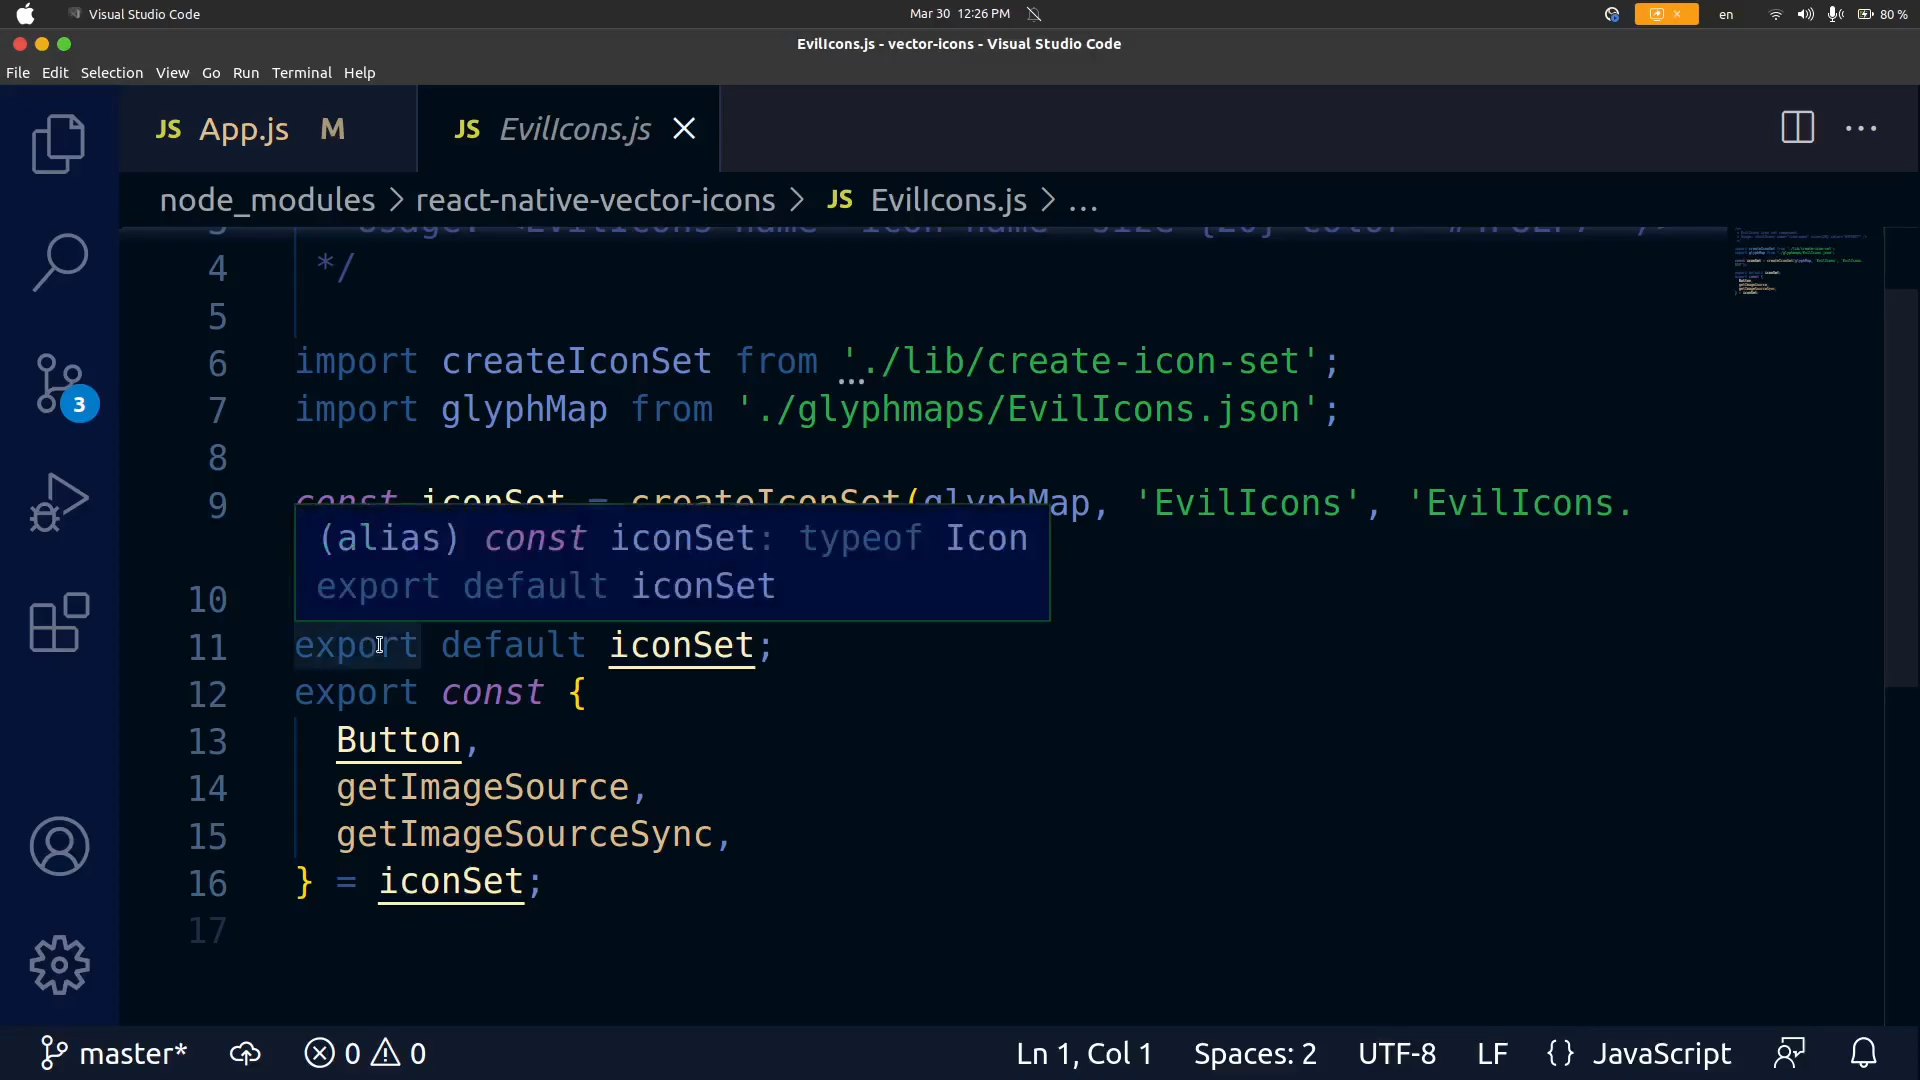 Visual Studio Code
Mar 30 12:26 PM
en
80 %
EvilIcons.js - vector-icons - Visual Studio Code
File Edit Selection View Go Run Terminal Help
JS App.js M
JS EvilIcons.js
node_modules > react-native-vector-icons > JS EvilIcons.js > ...
4 */
5
6 import createIconSet from './lib/create-icon-set';
7 import glyphMap from './glyphmaps/EvilIcons.json';
8
9 const iconSet = createIconSet(glyphMap, 'EvilIcons', 'EvilIcons.
(alias) const iconSet: typeof Icon
export default iconSet
10
11 export default iconSet;
12 export const {
13 Button,
14 getImageSource,
15 getImageSourceSync,
16 } = iconSet;
17
3
master* 0 0
Ln 1, Col 1 Spaces: 2 UTF-8 LF {} JavaScript